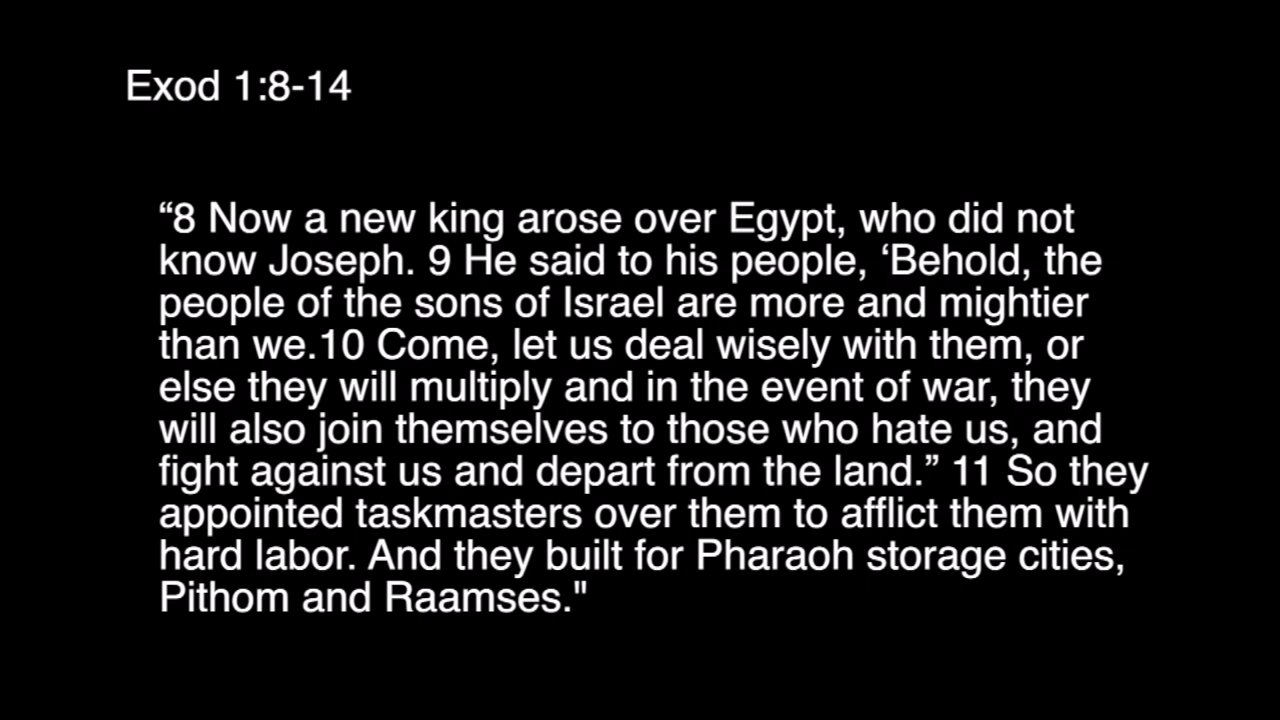 Exod 1:8-14
“8 Now a new king arose over Egypt, who did not
know Joseph. 9 He said to his people, ‘Behold, the
people of the sons of Israel are more and mightier
than we.10 Come, let us deal wisely with them, or
else they will multiply and in the event of war, they
will also join themselves to those who hate us, and
fight against us and depart from the land.” 11 So they
appointed taskmasters over them to afflict them with
hard labor. And they built for Pharaoh storage cities,
Pithom and Raamses."